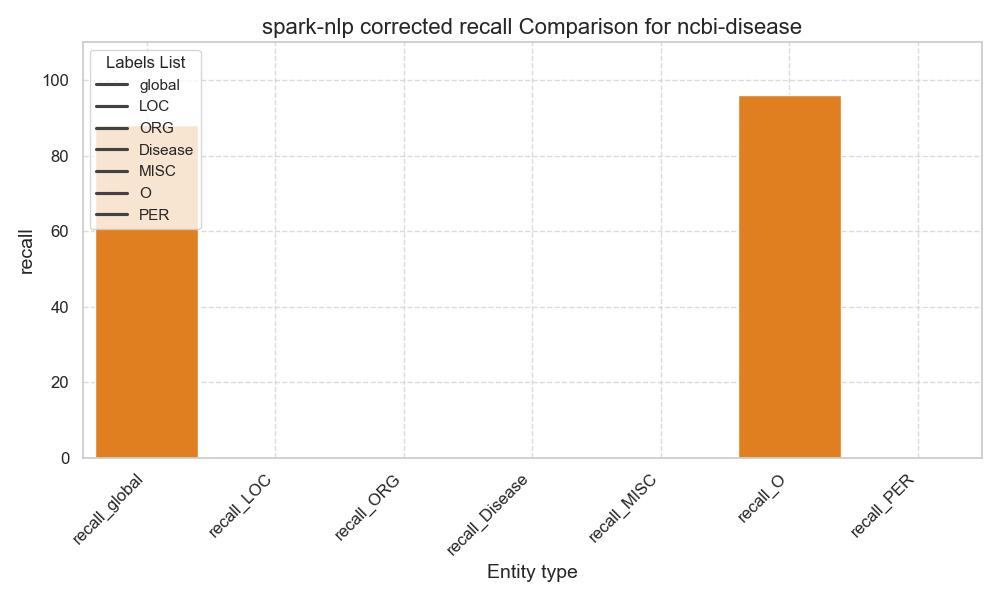 spark-nlp corrected recall Comparison for ncbi-disease
Labels List
global
LOC
ORG
Disease
MISC
O
PER
100
80
60
40
20
0
recall
recall_global
recall_LOC
recall_ORG
recall_Disease
recall_MISC
recall_O
recall_PER
Entity type